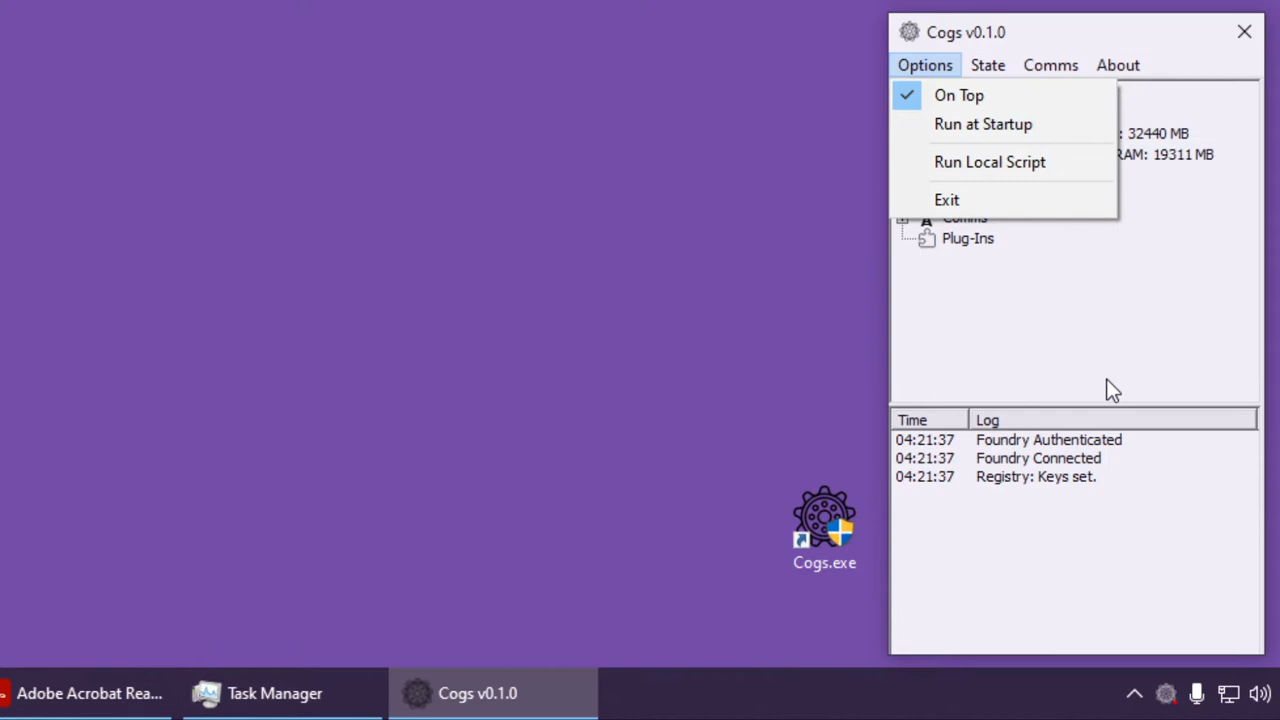 Cogs v0.1.0
Options State Comms About
On Top
Run at Startup
Run Local Script
Exit
: 32440 MB
RAM: 19311 MB
Comms
Plug-Ins
Time Log
04:21:37 Foundry Authenticated
04:21:37 Foundry Connected
04:21:37 Registry: Keys set.
Cogs.exe
Adobe Acrobat Rea... Task Manager Cogs v0.1.0